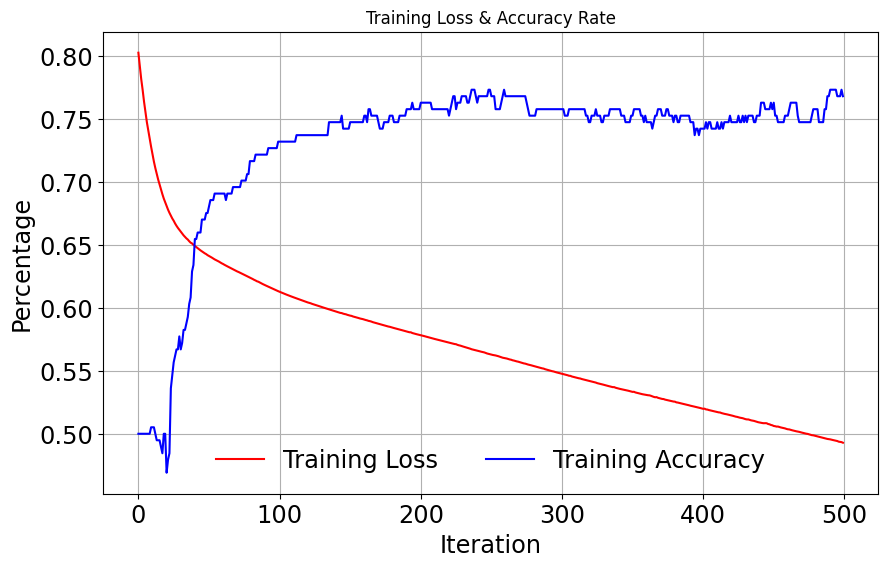 Training Loss & Accuracy Rate
0.80
0.75
0.70
0.65
0.60
0.55
0.50
Percentage
Training Loss
Training Accuracy
0
100
200
300
400
500
Iteration